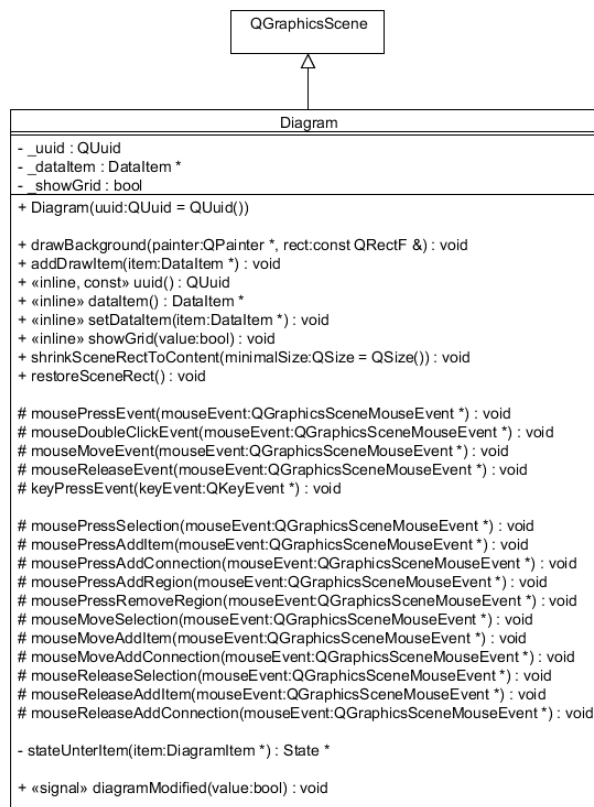 QGraphicsScene
Diagram
- _uuid : QUuid
- _dataItem : DataItem *
- _showGrid : bool
+ Diagram(uuid:QUuid = QUuid())
+ drawBackground(painter:QPainter *, rect:const QRectF &) : void
+ addDrawItem(item:DataItem *) : void
+ «inline, const» uuid() : QUuid
+ «inline» dataItem() : DataItem *
+ «inline» setDataItem(item:DataItem *) : void
+ «inline» showGrid(value:bool) : void
+ shrinkSceneRectToContent(minimalSize:QSize = QSize()) : void
+ restoreSceneRect() : void
# mousePressEvent(mouseEvent:QGraphicsSceneMouseEvent *) : void
# mouseDoubleClickEvent(mouseEvent:QGraphicsSceneMouseEvent *) : void
# mouseMoveEvent(mouseEvent:QGraphicsSceneMouseEvent *) : void
# mouseReleaseEvent(mouseEvent:QGraphicsSceneMouseEvent *) : void
# keyPressEvent(keyEvent:QKeyEvent *) : void
# mousePressSelection(mouseEvent:QGraphicsSceneMouseEvent *) : void
# mousePressAddItem(mouseEvent:QGraphicsSceneMouseEvent *) : void
# mousePressAddConnection(mouseEvent:QGraphicsSceneMouseEvent *) : void
# mousePressAddRegion(mouseEvent:QGraphicsSceneMouseEvent *) : void
# mousePressRemoveRegion(mouseEvent:QGraphicsSceneMouseEvent *) : void
# mouseMoveSelection(mouseEvent:QGraphicsSceneMouseEvent *) : void
# mouseMoveAddItem(mouseEvent:QGraphicsSceneMouseEvent *) : void
# mouseMoveAddConnection(mouseEvent:QGraphicsSceneMouseEvent *) : void
# mouseReleaseSelection(mouseEvent:QGraphicsSceneMouseEvent *) : void
# mouseReleaseAddItem(mouseEvent:QGraphicsSceneMouseEvent *) : void
# mouseReleaseAddConnection(mouseEvent:QGraphicsSceneMouseEvent *) : void
- stateUnterItem(item:DiagramItem *) : State *
+ «signal» diagramModified(value:bool) : void